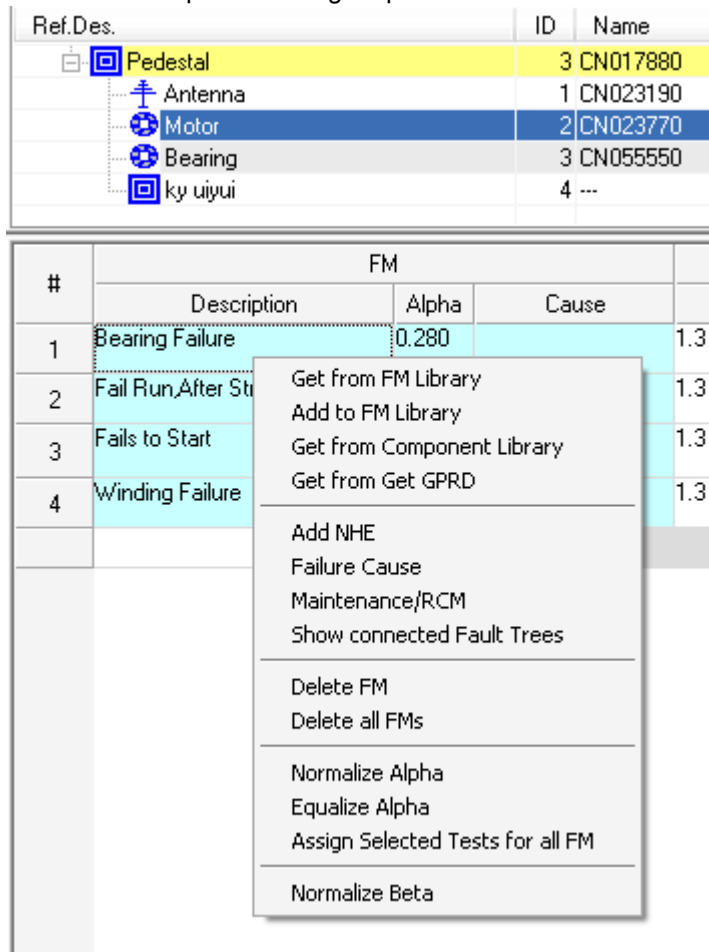 Ref.Des. ID Name
Pedestal 3 CN017880
Antenna 1 CN023190
Motor 2 CN023770
Bearing 3 CN055550
ky uiyui 4 ---
# FM
Description Alpha Cause
1 Bearing Failure 0.280 1.3
2 Fail Run,After 1.3
3 Fails to Start 1.3
4 Winding Failure 1.3
Get from FM Library
Add to FM Library
Get from Component Library
Get from Get GPRD
Add NHE
Failure Cause
Maintenance/RCM
Show connected Fault Trees
Delete FM
Delete all FMs
Normalize Alpha
Equalize Alpha
Assign Selected Tests for all FM
Normalize Beta